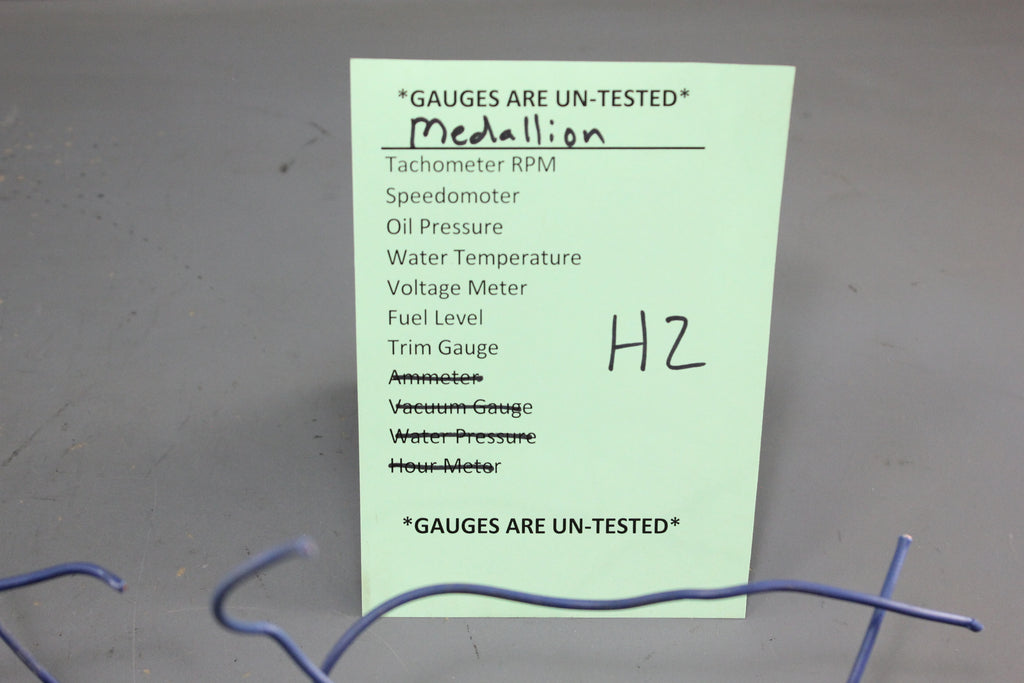 *GAUGES ARE UN-TESTED*
Medallion
Tachometer RPM
Speedomoter
Oil Pressure
Water Temperature
Voltage Meter
Fuel Level
H2
Trim Gauge
Ammeter
Vacuum Gauge
Water Pressure
Hour Meter
*GAUGES ARE UN-TESTED*